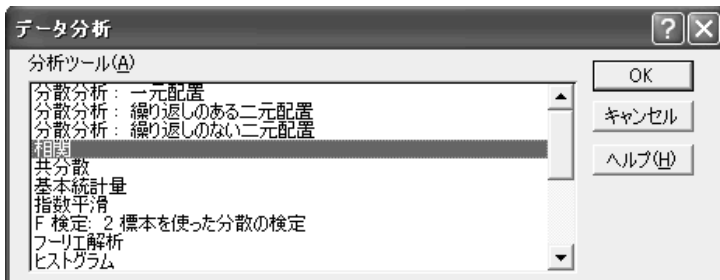 データ分析
分析ツール(A)
分散分析: 一元配置
分散分析: 繰り返しのある二元配置
分散分析: 繰り返しのない二元配置
相関
共分散
基本統計量
指数平滑
F 検定: 2 標本を使った分散の検定
フーリエ解析
ヒストグラム
OK
キャンセル
ヘルプ(H)